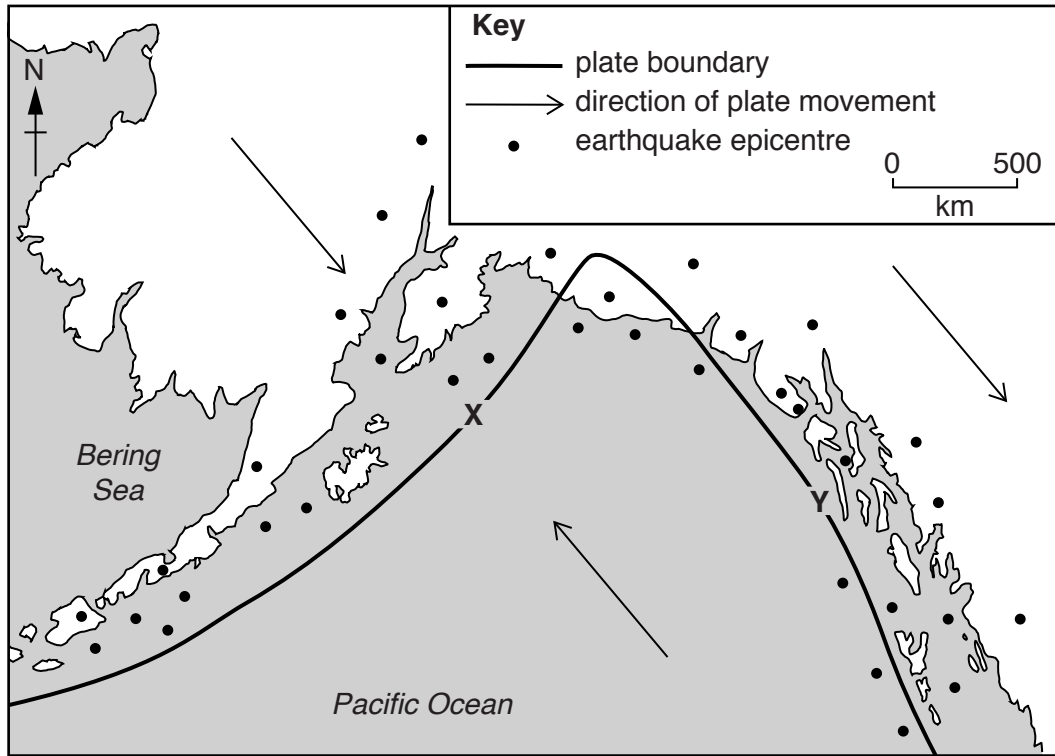 Key
plate boundary
direction of plate movement
earthquake epicentre
0 500
km
N
X
Bering
Sea
Y
Pacific Ocean